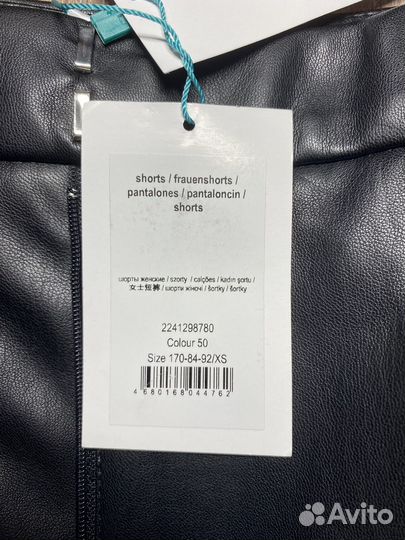 shorts / frauenshorts /
pantalones / pantaloncin /
shorts
шорты женские / szorty / calções / kadın şortu /
女士短裤 / шорти жіночі / šortky / šortky
2241298780
Colour 50
Size 170-84-92/XS
4 680168 044762
Avito